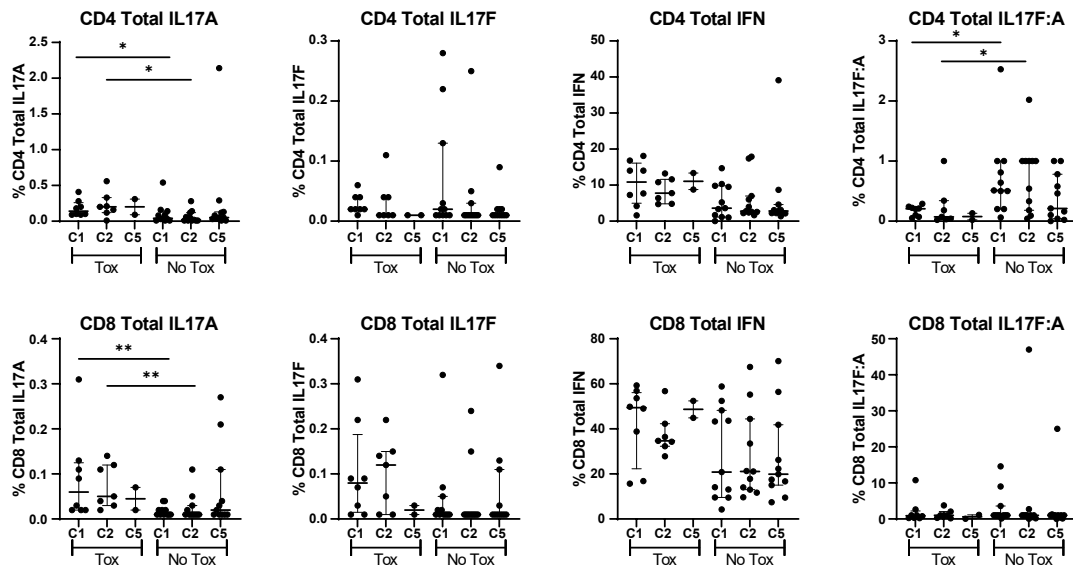 CD4 Total IL17A
% CD4 Total IL17A
2.5
2.0
1.5
1.0
0.5
0.0
*
*
C1 C2 C5 C1 C2 C5
Tox No Tox
CD4 Total IL17F
% CD4 Total IL17F
0.3
0.2
0.1
0.0
C1 C2 C5 C1 C2 C5
Tox No Tox
CD4 Total IFN
% CD4 Total IFN
50
40
30
20
10
0
C1 C2 C5 C1 C2 C5
Tox No Tox
CD4 Total IL17F:A
% CD4 Total IL17F:A
3
2
1
0
*
*
C1 C2 C5 C1 C2 C5
Tox No Tox
CD8 Total IL17A
% CD8 Total IL17A
0.4
0.3
0.2
0.1
0.0
**
**
C1 C2 C5 C1 C2 C5
Tox No Tox
CD8 Total IL17F
% CD8 Total IL17F
0.4
0.3
0.2
0.1
0.0
C1 C2 C5 C1 C2 C5
Tox No Tox
CD8 Total IFN
% CD8 Total IFN
80
60
40
20
0
C1 C2 C5 C1 C2 C5
Tox No Tox
CD8 Total IL17F:A
% CD8 Total IL17F:A
50
40
30
20
10
0
C1 C2 C5 C1 C2 C5
Tox No Tox